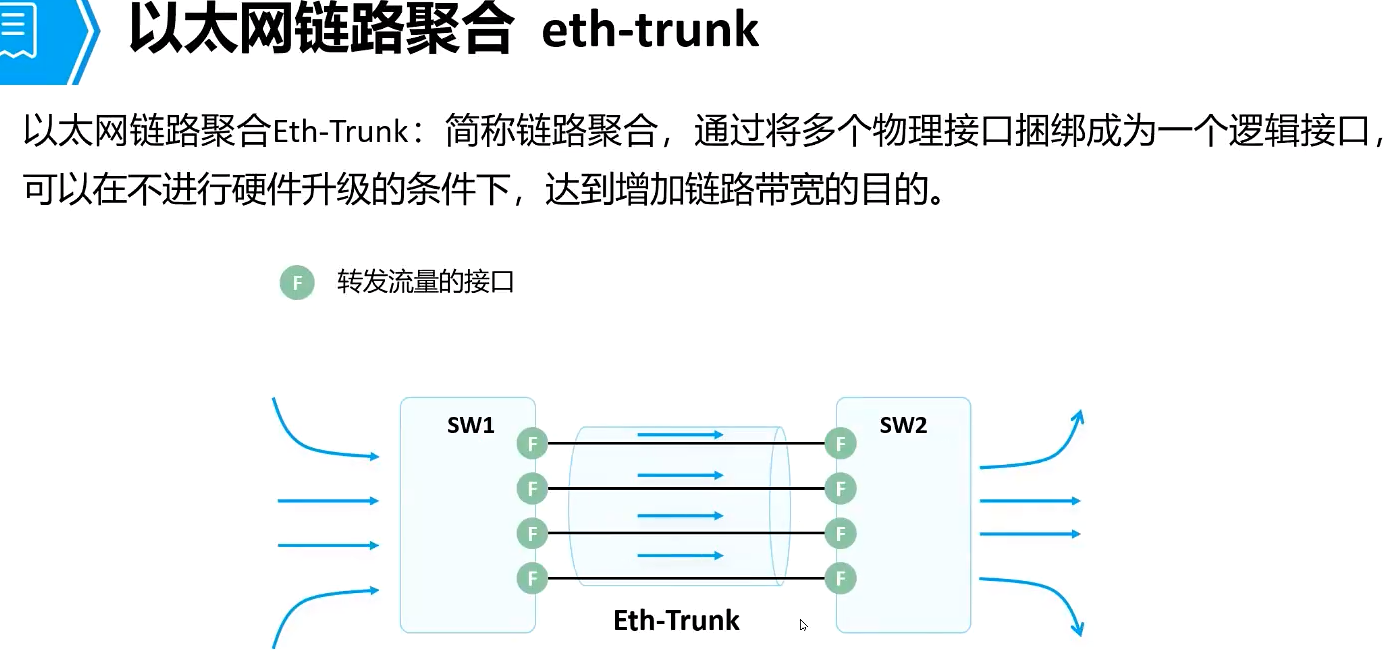 以太网链路聚合 eth-trunk
以太网链路聚合Eth-Trunk：简称链路聚合，通过将多个物理接口捆绑成为一个逻辑接口，
可以在不进行硬件升级的条件下，达到增加链路带宽的目的。
F 转发流量的接口
SW1 SW2
F F
F F
F F
F F
Eth-Trunk